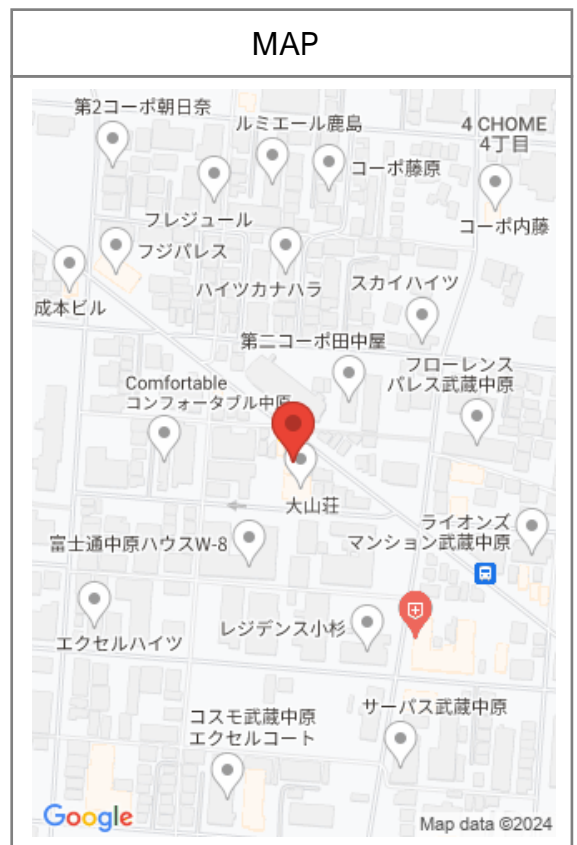 MAP
第2コーポ朝日奈
ルミエール鹿島
4 CHOME
4丁目
コーポ藤原
フレジュール
コーポ内藤
フジパレス
ハイツカナハラ
スカイハイツ
成本ビル
第二コーポ田中屋
フローレンス
パレス武蔵中原
Comfortable
コンフォータブル中原
大山荘
ライオンズ
マンション武蔵中原
富士通中原ハウスW-8
レジデンス小杉
エクセルハイツ
サーパス武蔵中原
コスモ武蔵中原
エクセルコート
Google
Map data ©2024